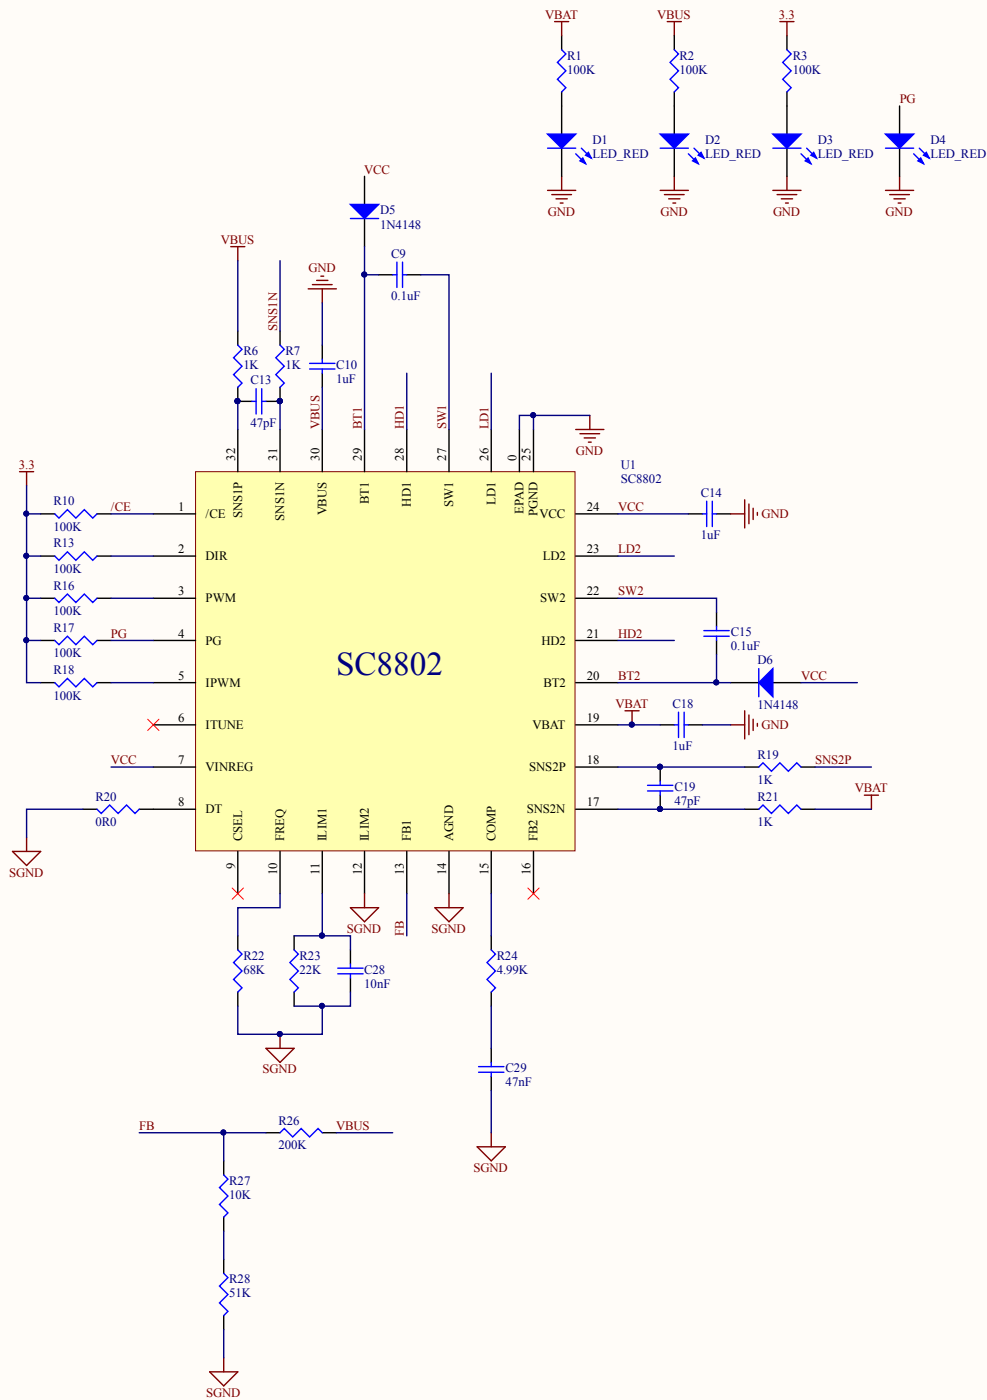 VBAT
VBUS
3.3
R1
100K
R2
100K
R3
100K
PG
D1
LED_RED
D2
LED_RED
D3
LED_RED
D4
LED_RED
GND
GND
GND
GND
VCC
D5
1N4148
VBUS
C9
0.1uF
GND
SNS1N
R6
1K
R7
1K
C13
47pF
C10
1uF
VBUS
BT1
HD1
SW1
LD1
GND
32
31
30
29
28
27
26
0
25
U1
SC8802
SNS1P
SNS1N
VBUS
BT1
HD1
SW1
LD1
EPAD
PGND
3.3
R10
100K
/CE
1
/CE
R13
100K
2
DIR
R16
100K
3
PWM
R17
100K
PG
4
PG
R18
100K
5
IPWM
6
ITUNE
VCC
7
VINREG
R20
0R0
8
DT
SGND
SC8802
VCC
24
VCC
C14
1uF
GND
LD2
23
LD2
SW2
22
SW2
C15
0.1uF
HD2
21
HD2
BT2
20
BT2
D6
1N4148
VCC
VBAT
19
VBAT
C18
1uF
GND
SNS2P
18
R19
1K
SNS2P
C19
47pF
SNS2N
17
R21
1K
VBAT
CSEL
FREQ
ILIM1
ILIM2
FB1
AGND
COMP
FB2
9
10
11
12
13
14
15
16
SGND
FB
SGND
R22
68K
R23
22K
C28
10nF
R24
4.99K
SGND
C29
47nF
SGND
FB
R26
200K
VBUS
R27
10K
R28
51K
SGND